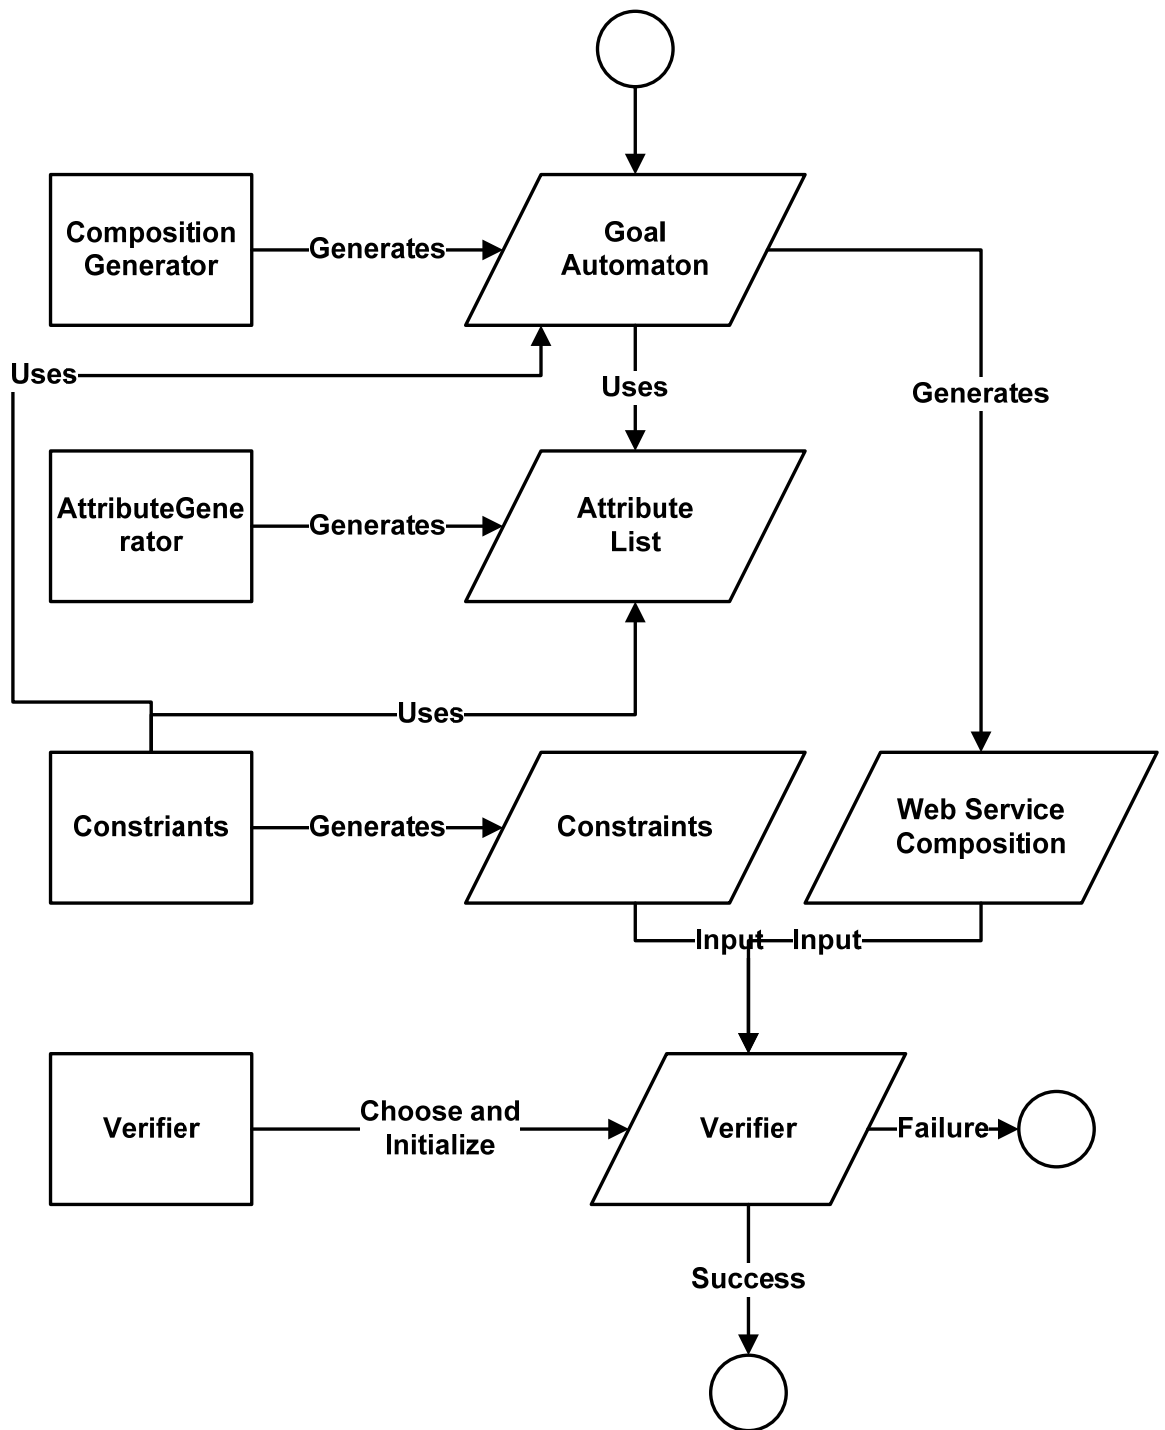 Composition
Generator
Generates
Goal
Automaton
Uses
Uses
Generates
AttributeGene
rator
Generates
Attribute
List
Uses
Constriants
Generates
Constraints
Web Service
Composition
Input
Input
Verifier
Choose and
Initialize
Verifier
Failure
Success